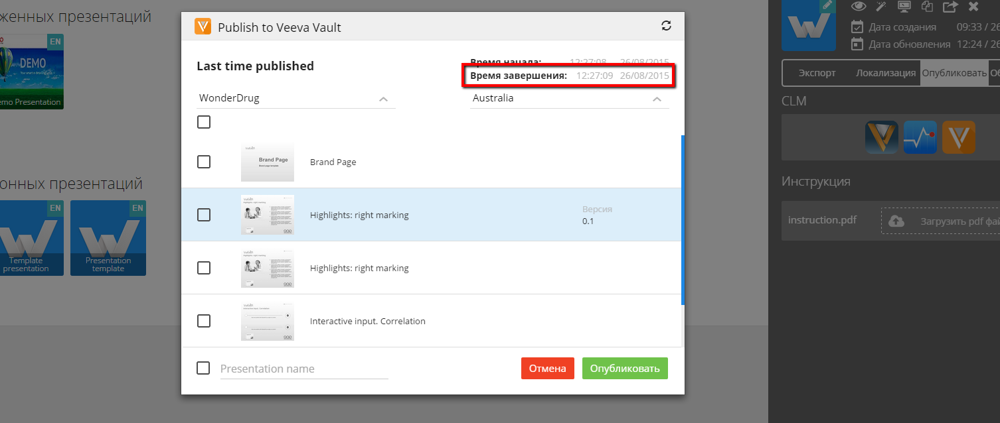 женных презентаций
EN
DEMO
emo Presentation
онных презентаций
EN
Template
presentation
EN
Presentation
template
Publish to Veeva Vault
Last time published
Время начала: 12:27:08 26/08/2015
Время завершения: 12:27:09 26/08/2015
WonderDrug
Australia
Brand Page
Brand Page
Highlights: right marking
Версия
0.1
Highlights: right marking
Interactive input. Correlation
Presentation name
Отмена
Опубликовать
Дата создания 09:33 / 26
Дата обновления 12:24 / 26
Экспорт
Локализация
Опубликовать
Об
CLM
Инструкция
instruction.pdf
Загрузить pdf фай